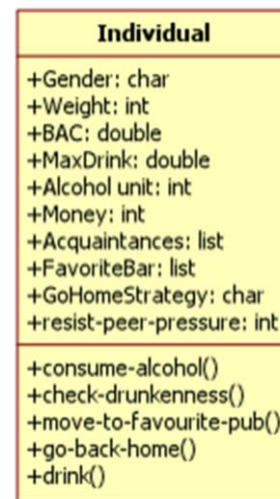 Individual
+Gender: char
+Weight: int
+BAC: double
+MaxDrink: double
+Alcohol unit: int
+Money: int
+Acquaintances: list
+FavoriteBar: list
+GoHomeStrategy: char
+resist-peer-pressure: int
+consume-alcohol()
+check-drunkenness()
+move-to-favourite-pub()
+go-back-home()
+drink()